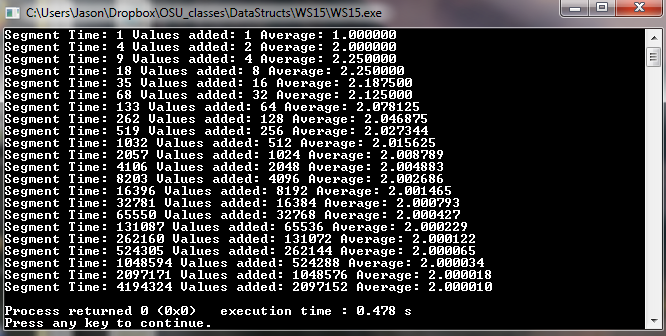 C:\Users\Jason\Dropbox\OSU_classes\DataStructs\WS15\WS15.exe
Segment Time: 1 Values added: 1 Average: 1.000000
Segment Time: 4 Values added: 2 Average: 2.000000
Segment Time: 9 Values added: 4 Average: 2.250000
Segment Time: 18 Values added: 8 Average: 2.250000
Segment Time: 35 Values added: 16 Average: 2.187500
Segment Time: 68 Values added: 32 Average: 2.125000
Segment Time: 133 Values added: 64 Average: 2.078125
Segment Time: 262 Values added: 128 Average: 2.046875
Segment Time: 519 Values added: 256 Average: 2.027344
Segment Time: 1032 Values added: 512 Average: 2.015625
Segment Time: 2057 Values added: 1024 Average: 2.008789
Segment Time: 4106 Values added: 2048 Average: 2.004883
Segment Time: 8203 Values added: 4096 Average: 2.002686
Segment Time: 16396 Values added: 8192 Average: 2.001465
Segment Time: 32781 Values added: 16384 Average: 2.000793
Segment Time: 65550 Values added: 32768 Average: 2.000427
Segment Time: 131087 Values added: 65536 Average: 2.000229
Segment Time: 262160 Values added: 131072 Average: 2.000122
Segment Time: 524305 Values added: 262144 Average: 2.000065
Segment Time: 1048594 Values added: 524288 Average: 2.000034
Segment Time: 2097171 Values added: 1048576 Average: 2.000018
Segment Time: 4194324 Values added: 2097152 Average: 2.000010
Process returned 0 (0x0) execution time : 0.478 s
Press any key to continue.